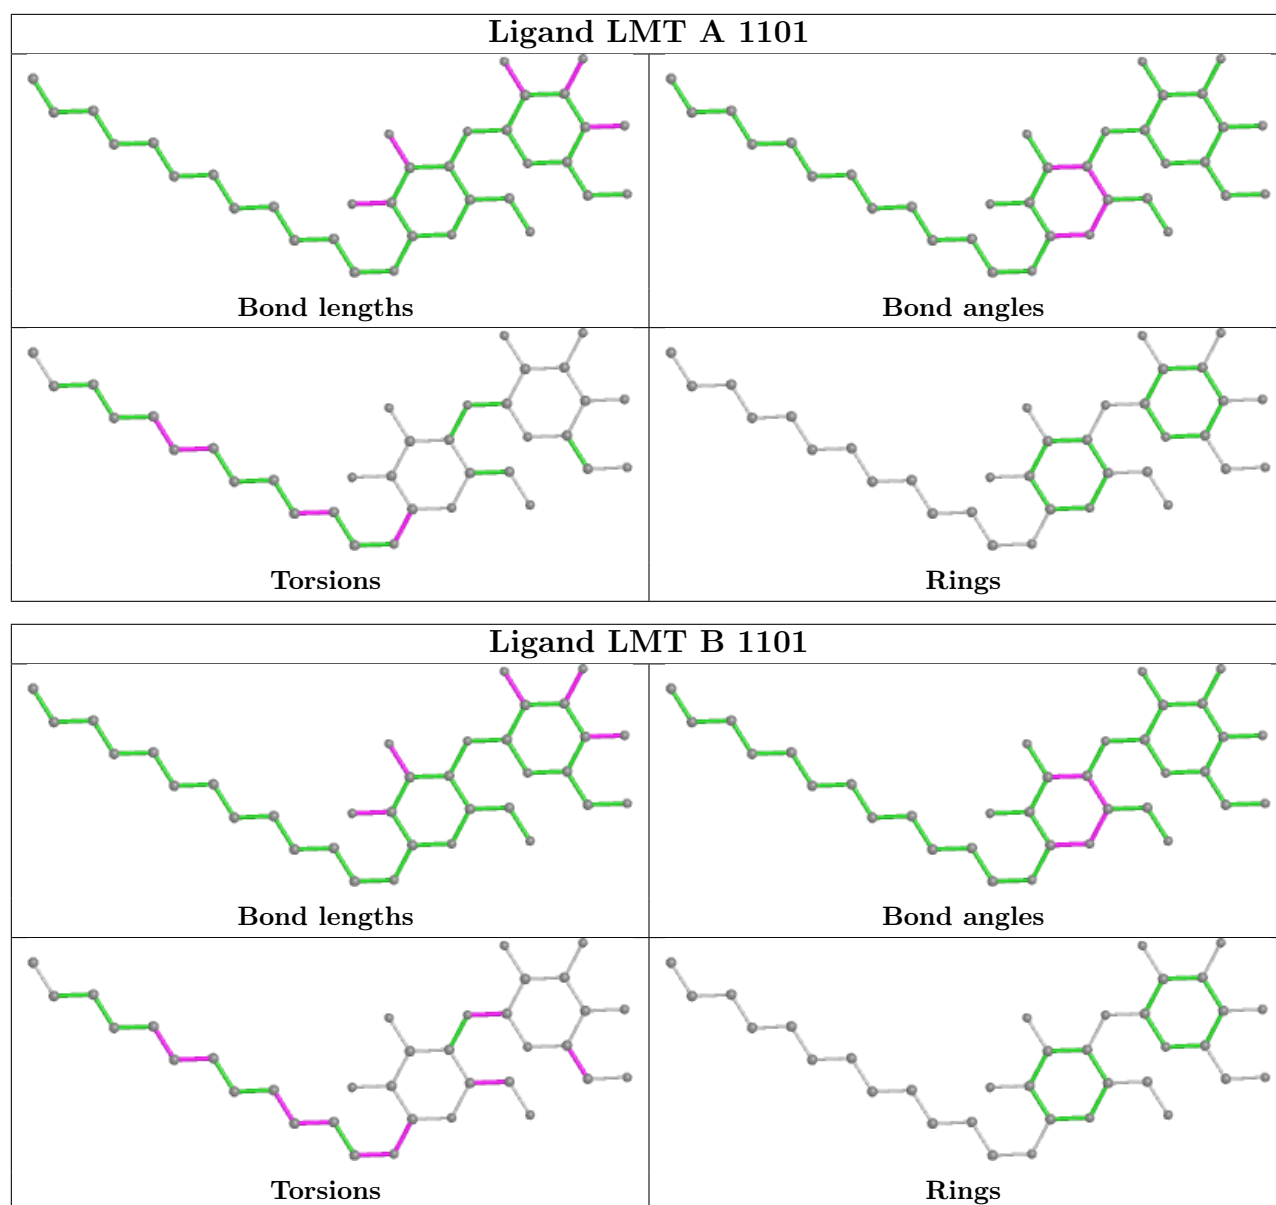 Ligand LMT A 1101
Bond lengths
Bond angles
Torsions
Rings
Ligand LMT B 1101
Bond lengths
Bond angles
Torsions
Rings